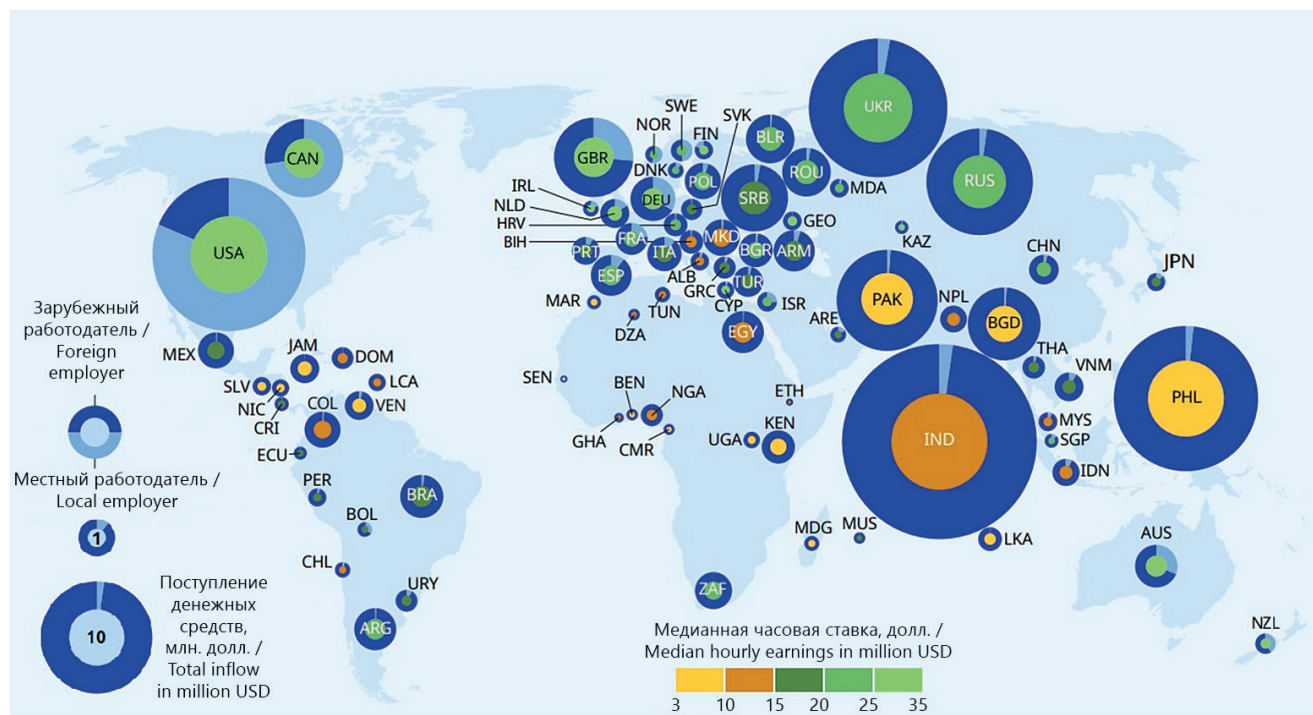 UKR
SWE
SVK
NOR
FIN
BLR
CAN
GBR
DNK
POL
ROU
RUS
IRL
DEU
SRB
MDA
NLD
HRV
GEO
BIH
FRA
MKD
BGR
ARM
KAZ
CHN
USA
PRT
ITA
JPN
ESP
ALB
GRC
TUR
Зарубежный
работодатель /
Foreign
employer
MAR
CYP
ISR
PAK
NPL
DZA
TUN
EGY
ARE
BGD
MEX
JAM
DOM
THA
SLV
LCA
SEN
BEN
NGA
ETH
VNM
PHL
NIC
COL
VEN
CRI
GHA
CMR
UGA
KEN
IND
MYS
SGP
ECU
IDN
Местный работодатель /
Local employer
PER
BRA
BOL
MDG
MUS
LKA
AUS
1
CHL
URY
ZAF
ARG
NZL
10
Поступление
денежных
средств,
млн. долл. /
Total inflow
in million USD
Медианная часовая ставка, долл. /
Median hourly earnings in million USD
3 10 15 20 25 35